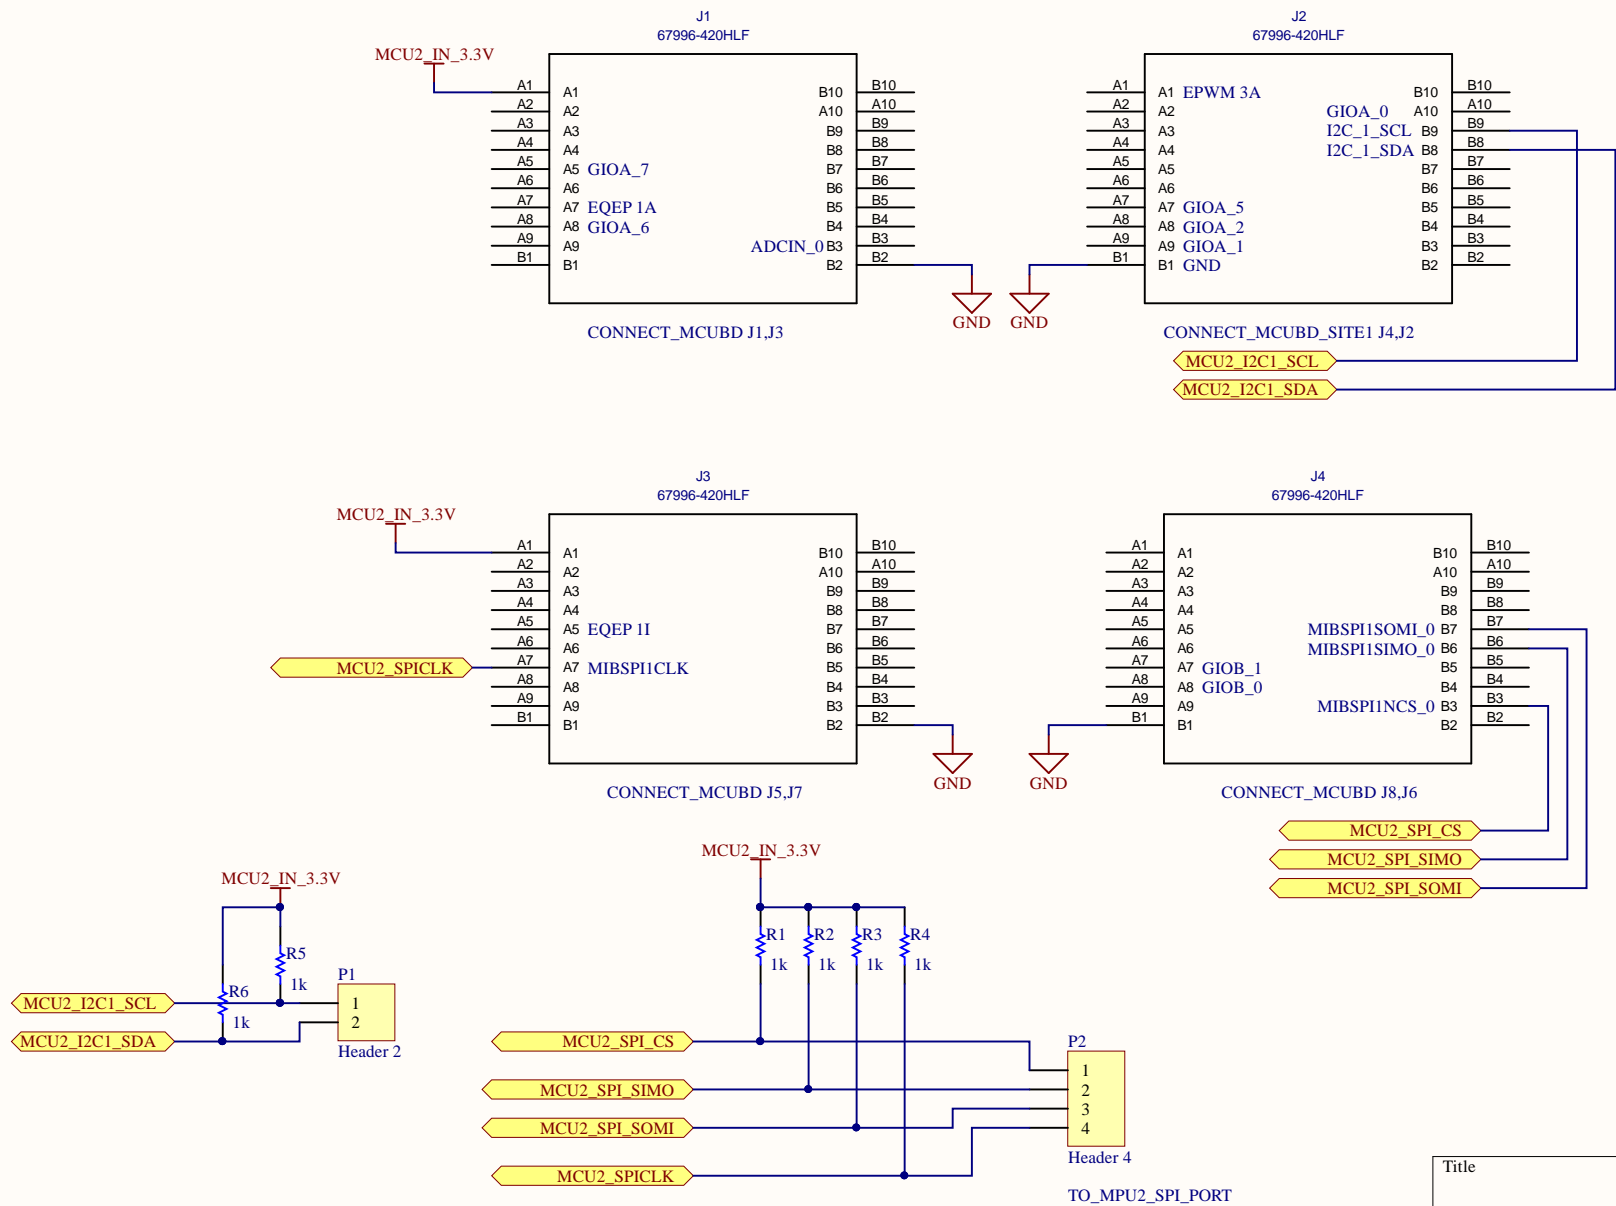 J1
67996-420HLF
MCU2_IN_3.3V
A1 A1 B10 B10
A2 A2 A10 A10
A3 A3 B9 B9
A4 A4 B8 B8
A5 A5 GIOA_7 B7 B7
A6 A6 B6 B6
A7 A7 EQEP 1A B5 B5
A8 A8 GIOA_6 B4 B4
A9 A9 ADCIN_0 B3 B3
B1 B1 B2 B2
GND
CONNECT_MCUBD J1,J3
J2
67996-420HLF
A1 A1 EPWM 3A B10 B10
A2 A2 GIOA_0 A10 A10
A3 A3 I2C_1_SCL B9 B9
A4 A4 I2C_1_SDA B8 B8
A5 A5 B7 B7
A6 A6 B6 B6
A7 A7 GIOA_5 B5 B5
A8 A8 GIOA_2 B4 B4
A9 A9 GIOA_1 B3 B3
B1 B1 GND B2 B2
GND
CONNECT_MCUBD_SITE1 J4,J2
MCU2_I2C1_SCL
MCU2_I2C1_SDA
J3
67996-420HLF
MCU2_IN_3.3V
A1 A1 B10 B10
A2 A2 A10 A10
A3 A3 B9 B9
A4 A4 B8 B8
A5 A5 EQEP 1I B7 B7
A6 A6 B6 B6
MCU2_SPICLK A7 A7 MIBSPI1CLK B5 B5
A8 A8 B4 B4
A9 A9 B3 B3
B1 B1 B2 B2
GND
CONNECT_MCUBD J5,J7
J4
67996-420HLF
A1 A1 B10 B10
A2 A2 A10 A10
A3 A3 B9 B9
A4 A4 B8 B8
A5 A5 MIBSPI1SOMI_0 B7 B7
A6 A6 MIBSPI1SIMO_0 B6 B6
A7 A7 GIOB_1 B5 B5
A8 A8 GIOB_0 B4 B4
A9 A9 MIBSPI1NCS_0 B3 B3
B1 B1 B2 B2
GND
CONNECT_MCUBD J8,J6
MCU2_SPI_CS
MCU2_SPI_SIMO
MCU2_SPI_SOMI
MCU2_IN_3.3V
R5
1k
R6
1k
P1
MCU2_I2C1_SCL 1
2
MCU2_I2C1_SDA
Header 2
MCU2_IN_3.3V
R1 R2 R3 R4
1k 1k 1k 1k
MCU2_SPI_CS
MCU2_SPI_SIMO
MCU2_SPI_SOMI
MCU2_SPICLK
P2
1
2
3
4
Header 4
TO_MPU2_SPI_PORT
Title